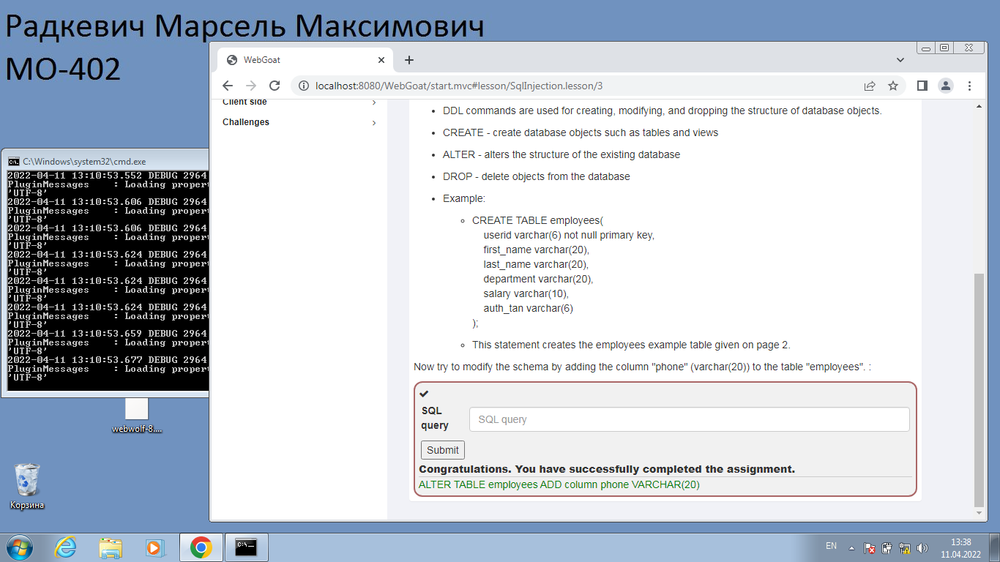 Радкевич Марсель Максимович
МО-402
WebGoat
localhost:8080/WebGoat/start.mvc#lesson/SqlInjection.lesson/3
Client side
Challenges
DDL commands are used for creating, modifying, and dropping the structure of database objects.
CREATE - create database objects such as tables and views
ALTER - alters the structure of the existing database
DROP - delete objects from the database
Example:
CREATE TABLE employees(
userid varchar(6) not null primary key,
first_name varchar(20),
last_name varchar(20),
department varchar(20),
salary varchar(10),
auth_tan varchar(6)
);
This statement creates the employees example table given on page 2.
Now try to modify the schema by adding the column "phone" (varchar(20)) to the table "employees". :
SQL
query
SQL query
Submit
Congratulations. You have successfully completed the assignment.
ALTER TABLE employees ADD column phone VARCHAR(20)
C:\Windows\system32\cmd.exe
2022-04-11 13:10:53.552 DEBUG 2964
PluginMessages : Loading propert
'UTF-8'
2022-04-11 13:10:53.606 DEBUG 2964
PluginMessages : Loading propert
'UTF-8'
2022-04-11 13:10:53.606 DEBUG 2964
PluginMessages : Loading propert
'UTF-8'
2022-04-11 13:10:53.624 DEBUG 2964
PluginMessages : Loading propert
'UTF-8'
2022-04-11 13:10:53.624 DEBUG 2964
PluginMessages : Loading propert
'UTF-8'
2022-04-11 13:10:53.624 DEBUG 2964
PluginMessages : Loading propert
'UTF-8'
2022-04-11 13:10:53.659 DEBUG 2964
PluginMessages : Loading propert
'UTF-8'
2022-04-11 13:10:53.677 DEBUG 2964
PluginMessages : Loading propert
'UTF-8'
webwolf-8....
Корзина
C:\_
EN
13:38
11.04.2022